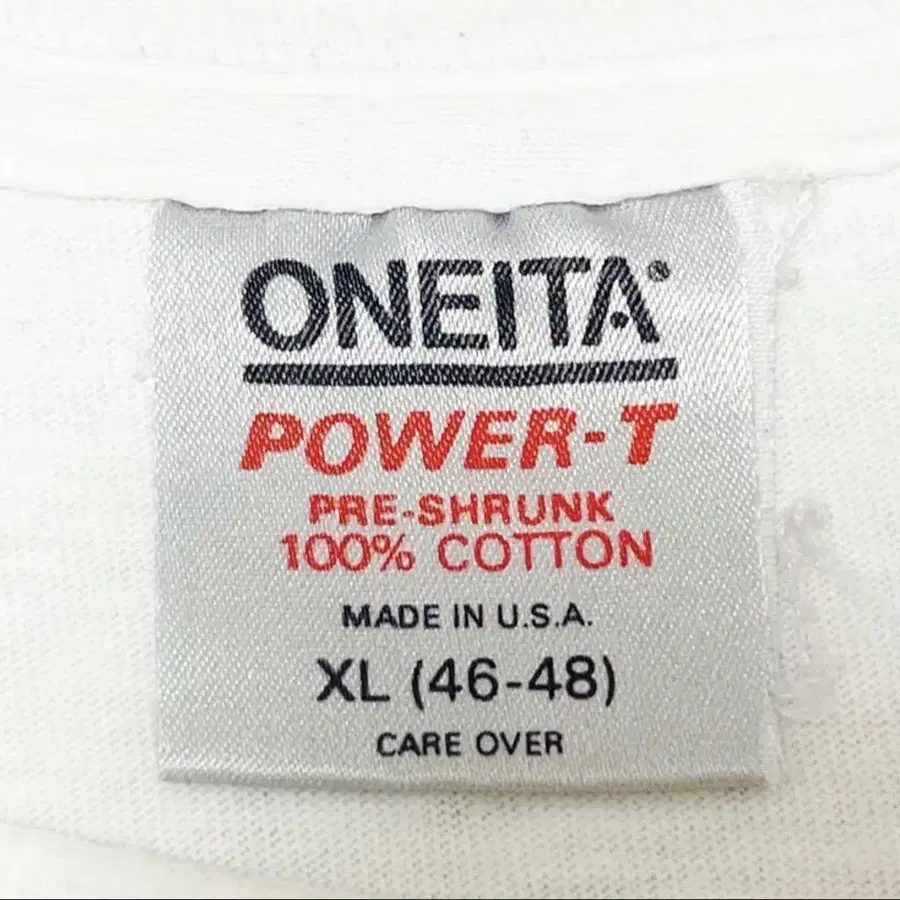 ONEITA®
POWER-T
PRE-SHRUNK
100% COTTON
MADE IN U.S.A.
XL (46-48)
CARE OVER